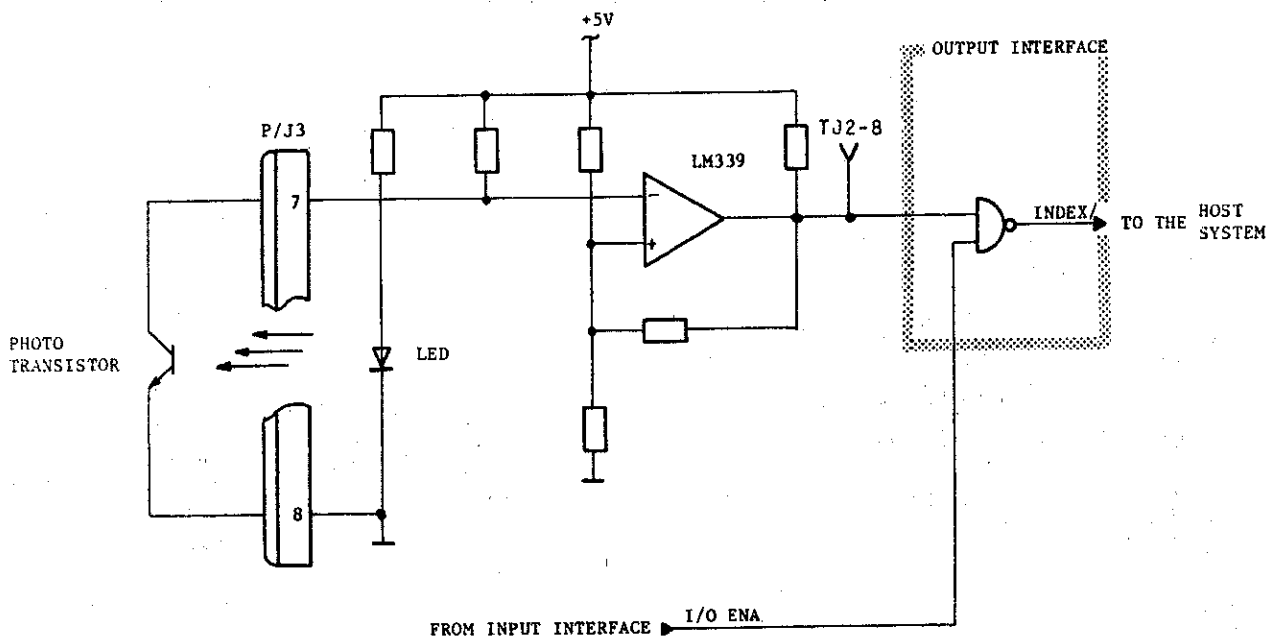 +5V
OUTPUT INTERFACE
P/J3
TJ2-8
LM339
7
-
+
INDEX/
TO THE HOST
SYSTEM
PHOTO
TRANSISTOR
LED
8
I/O ENA
FROM INPUT INTERFACE